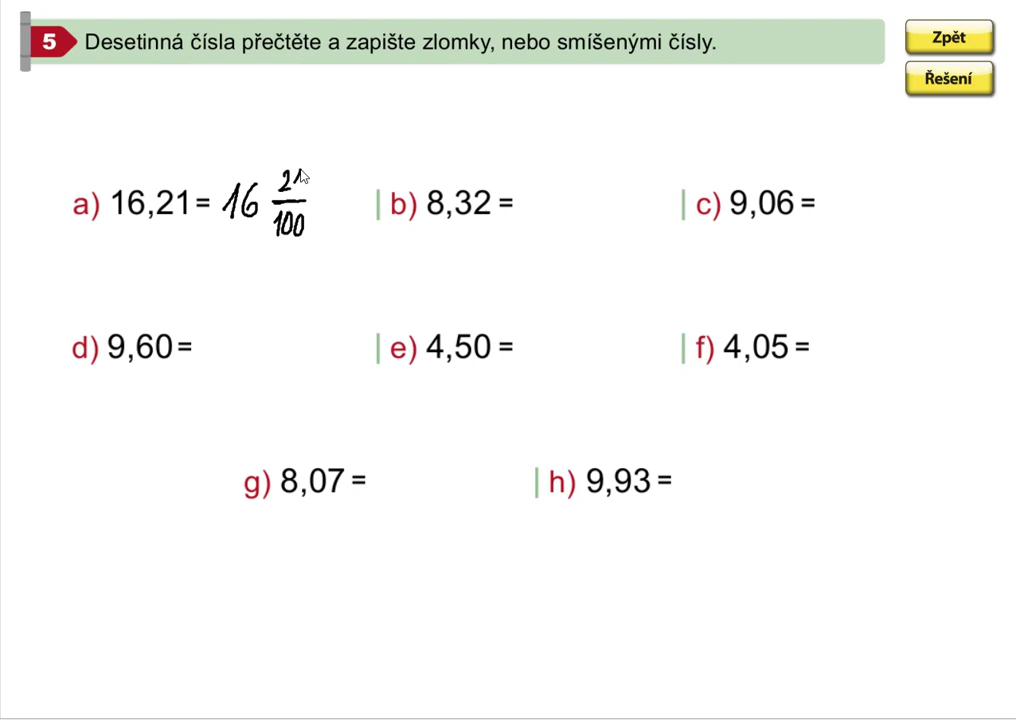 5 Desetinná čísla přečtěte a zapište zlomky, nebo smíšenými čísly.
Zpět
Řešení
a) 16,21 = 16 21/100
b) 8,32 =
c) 9,06 =
d) 9,60 =
e) 4,50 =
f) 4,05 =
g) 8,07 =
h) 9,93 =